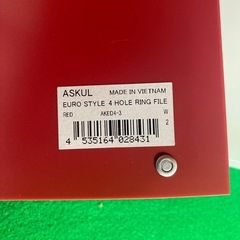 ASKUL MADE IN VIETNAM
EURO STYLE 4 HOLE RING FILE
RED AKED4-3 W
2
4 535164 028431